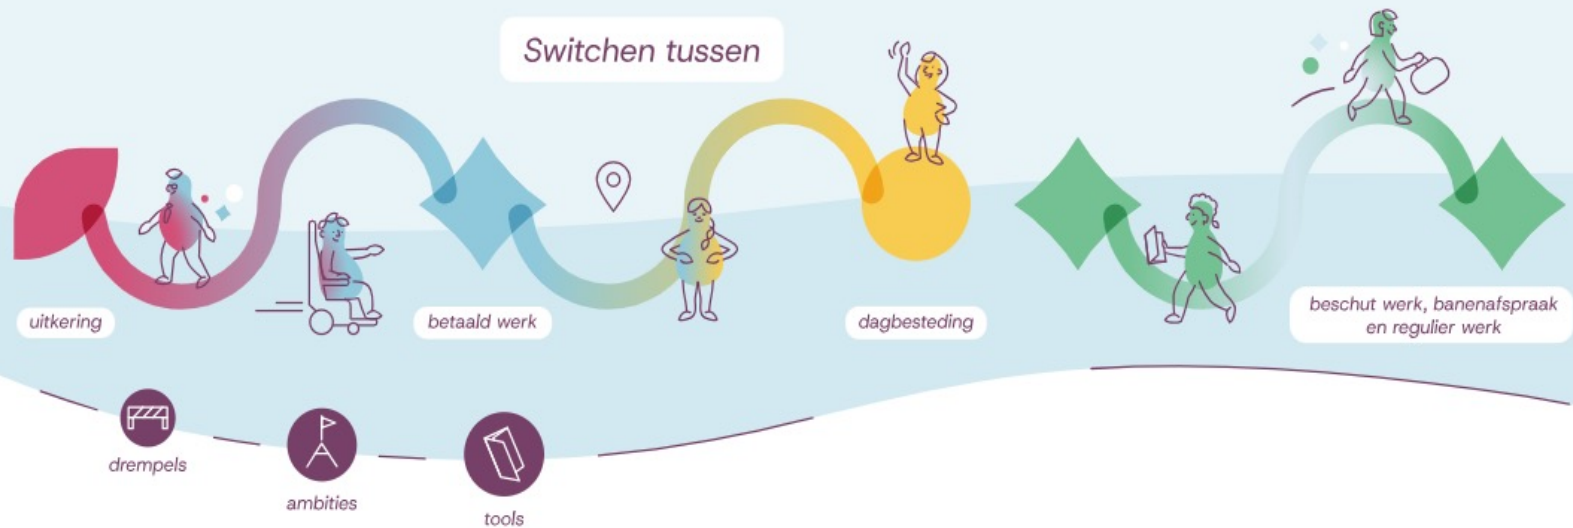 Switchen tussen
uitkering
betaald werk
dagbesteding
beschut werk, banenafspraak
en regulier werk
drempels
ambities
tools